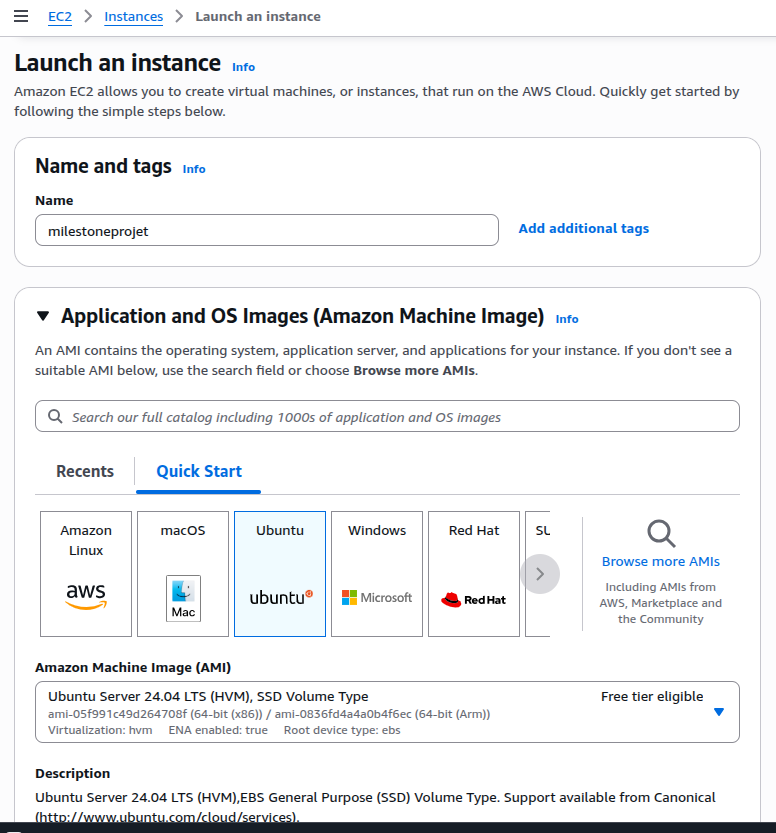 EC2 > Instances > Launch an instance
Launch an instance Info
Amazon EC2 allows you to create virtual machines, or instances, that run on the AWS Cloud. Quickly get started by
following the simple steps below.
Name and tags Info
Name
milestoneprojet
Add additional tags
Application and OS Images (Amazon Machine Image) Info
An AMI contains the operating system, application server, and applications for your instance. If you don't see a
suitable AMI below, use the search field or choose Browse more AMIs.
Search our full catalog including 1000s of application and OS images
Recents
Quick Start
Amazon
Linux
aws
macOS
Mac
Ubuntu
ubuntu
Windows
Microsoft
Red Hat
Red Hat
SU
Browse more AMIs
Including AMIs from
AWS, Marketplace and
the Community
Amazon Machine Image (AMI)
Ubuntu Server 24.04 LTS (HVM), SSD Volume Type
Free tier eligible
ami-05f991c49d264708f (64-bit (x86)) / ami-0836fd4a4a0b4f6ec (64-bit (Arm))
Virtualization: hvm ENA enabled: true Root device type: ebs
Description
Ubuntu Server 24.04 LTS (HVM),EBS General Purpose (SSD) Volume Type. Support available from Canonical
(http://www.ubuntu.com/cloud/services).